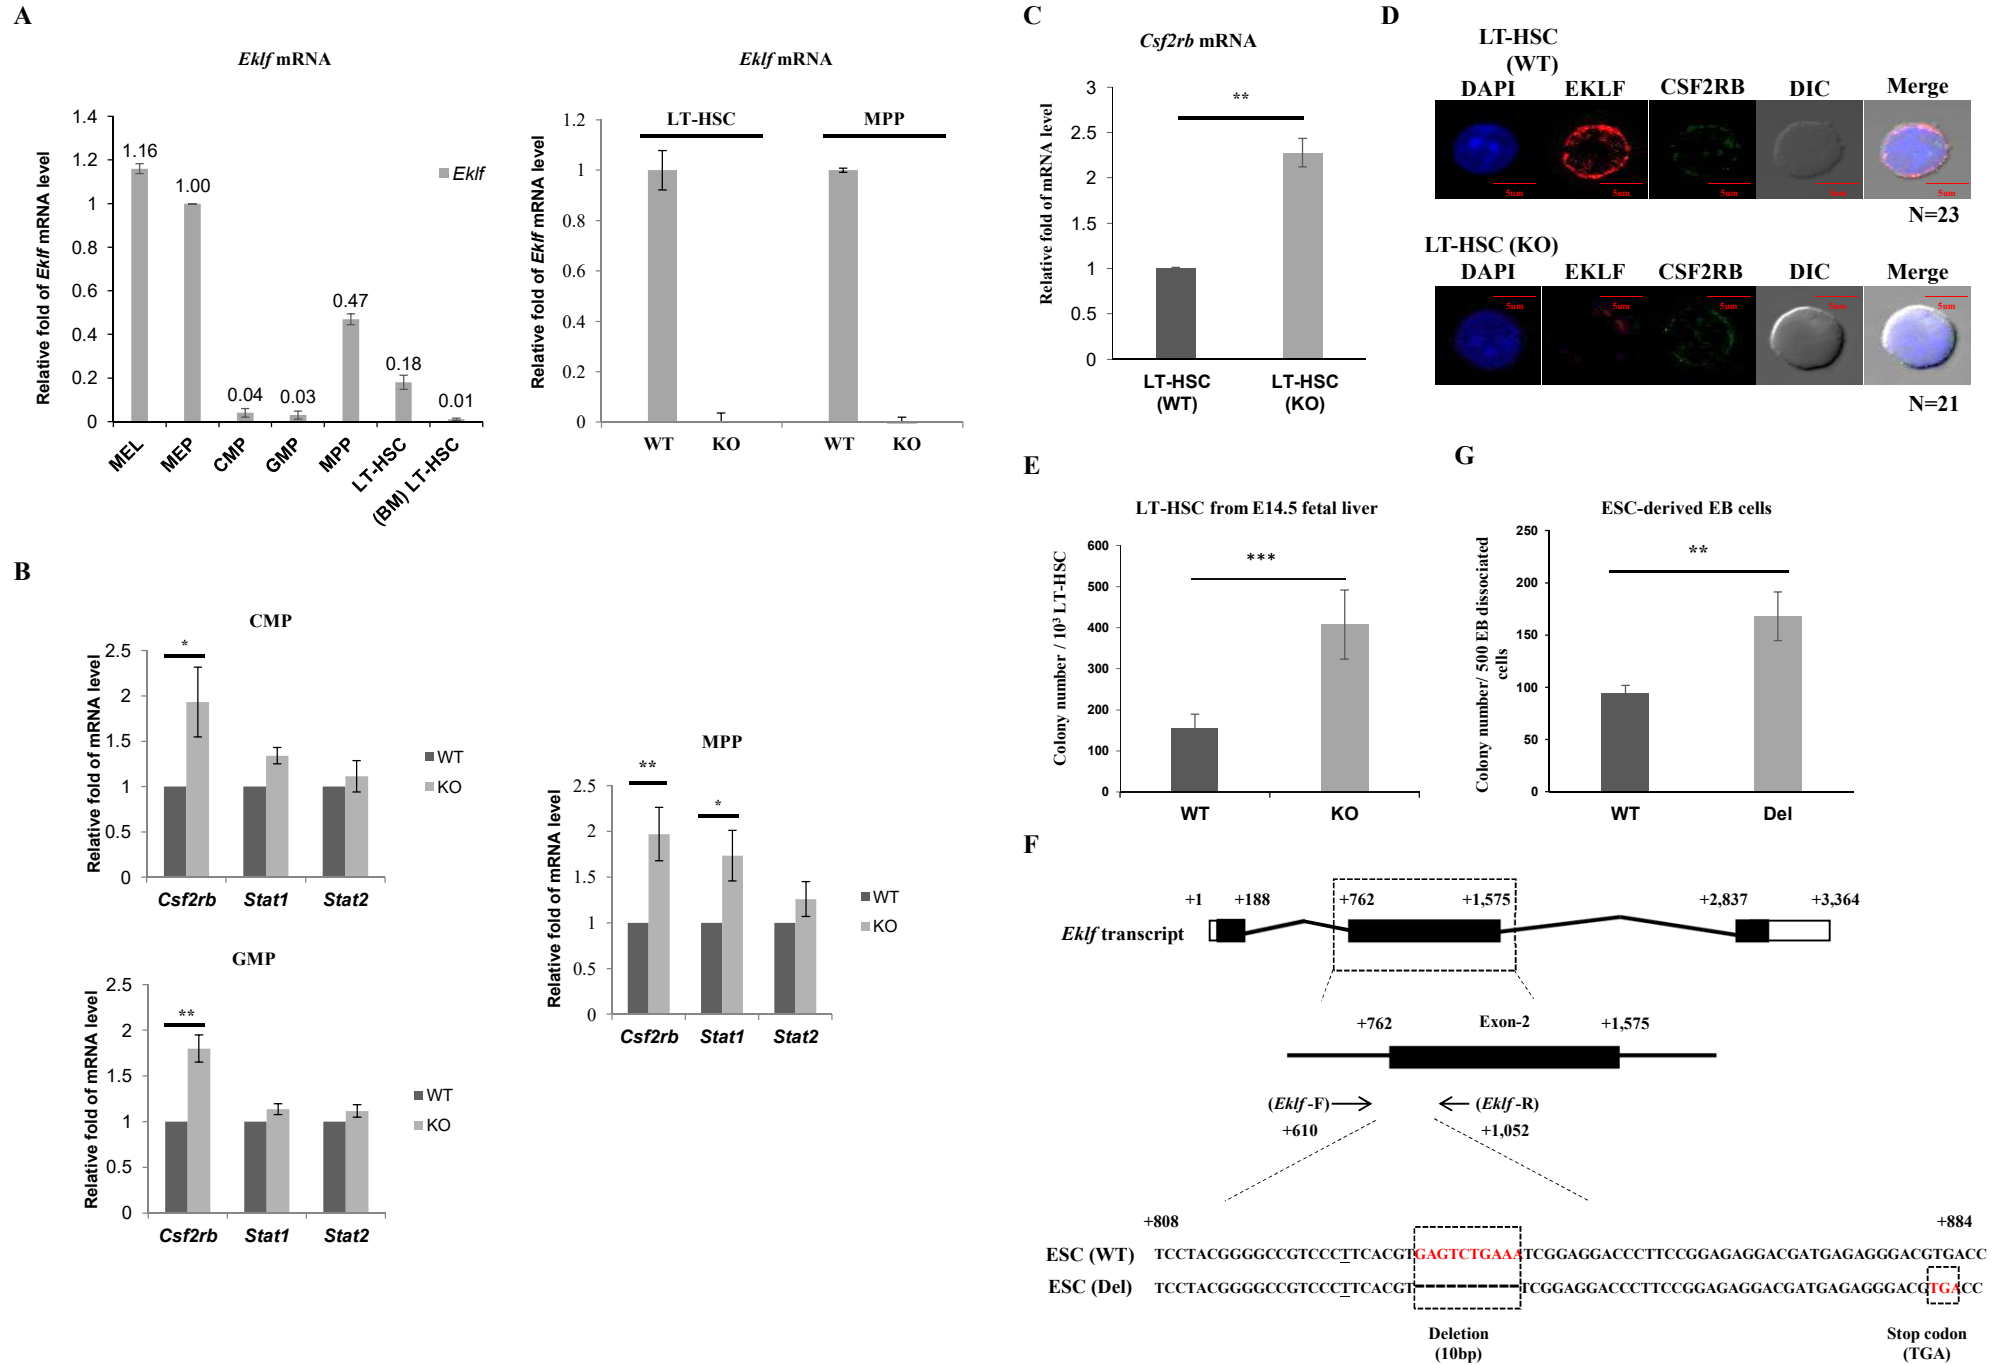 A
Eklf mRNA
Relative fold of Eklf mRNA level
1.4
1.2
1
0.8
0.6
0.4
0.2
0
1.16
1.00
0.04
0.03
0.47
0.18
0.01
Eklf
MEL
MEP
CMP
GMP
MPP
LT-HSC
(BM) LT-HSC
Eklf mRNA
Relative fold of Eklf mRNA level
1.2
1
0.8
0.6
0.4
0.2
0
LT-HSC
MPP
WT
KO
WT
KO
B
CMP
Relative fold of mRNA level
2.5
2
1.5
1
0.5
0
*
WT
KO
Csf2rb
Stat1
Stat2
GMP
Relative fold of mRNA level
2.5
2
1.5
1
0.5
0
**
WT
KO
Csf2rb
Stat1
Stat2
MPP
Relative fold of mRNA level
2.5
2
1.5
1
0.5
0
**
*
WT
KO
Csf2rb
Stat1
Stat2
C
Csf2rb mRNA
Relative fold of mRNA level
3
2.5
2
1.5
1
0.5
0
**
LT-HSC
(WT)
LT-HSC
(KO)
D
LT-HSC
(WT)
DAPI EKLF CSF2RB DIC Merge
5um 5um 5um 5um 5um
N=23
LT-HSC (KO)
DAPI EKLF CSF2RB DIC Merge
5um 5um 5um 5um 5um
N=21
E
LT-HSC from E14.5 fetal liver
Colony number / 10³ LT-HSC
600
500
400
300
200
100
0
***
WT
KO
G
ESC-derived EB cells
Colony number/ 500 EB dissociated
cells
250
200
150
100
50
0
**
WT
Del
F
+1 +188 +762 +1,575 +2,837 +3,364
Eklf transcript
+762 Exon-2 +1,575
(Eklf -F) (Eklf -R)
+610 +1,052
+808 +884
ESC (WT) TCCTACGGGGCCGTCCCTTCACGTGAGTCTGAAATCGGAGGACCCTTCCGGAGAGGACGATGAGAGGGACGTGACC
ESC (Del) TCCTACGGGGCCGTCCCTTCACGT----------TCGGAGGACCCTTCCGGAGAGGACGATGAGAGGGACGTGACC
Deletion
(10bp)
Stop codon
(TGA)